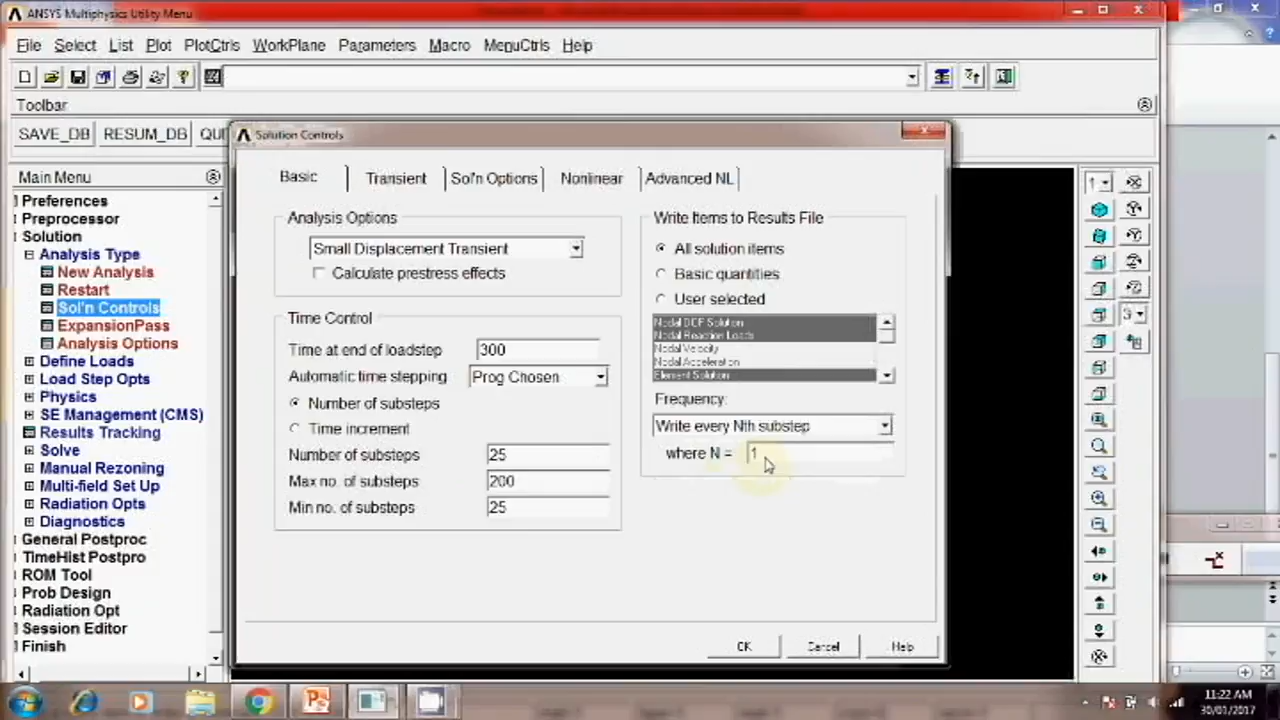 ANSYS Multiphysics Utility Menu
File Select List Plot PlotCtrls WorkPlane Parameters Macro MenuCtrls Help
Toolbar
SAVE_DB RESUM_DB QU
Main Menu
Preferences
Preprocessor
Solution
Analysis Type
New Analysis
Restart
Sol'n Controls
ExpansionPass
Analysis Options
Define Loads
Load Step Opts
Physics
SE Management (CMS)
Results Tracking
Solve
Manual Rezoning
Multi-field Set Up
Radiation Opts
Diagnostics
General Postproc
TimeHist Postpro
ROM Tool
Prob Design
Radiation Opt
Session Editor
Finish
Solution Controls
Basic Transient Sol'n Options Nonlinear Advanced NL
Analysis Options
Small Displacement Transient
Calculate prestress effects
Time Control
Time at end of loadstep 300
Automatic time stepping Prog Chosen
Number of substeps
Time increment
Number of substeps 25
Max no. of substeps 200
Min no. of substeps 25
Write Items to Results File
All solution items
Basic quantities
User selected
Nodal DOF Solution
Nodal Reaction Loads
Nodal Velocity
Nodal Acceleration
Element Solution
Frequency:
Write every Nth substep
where N = 1
OK Cancel Help
1
3
11:22 AM
30/01/2017